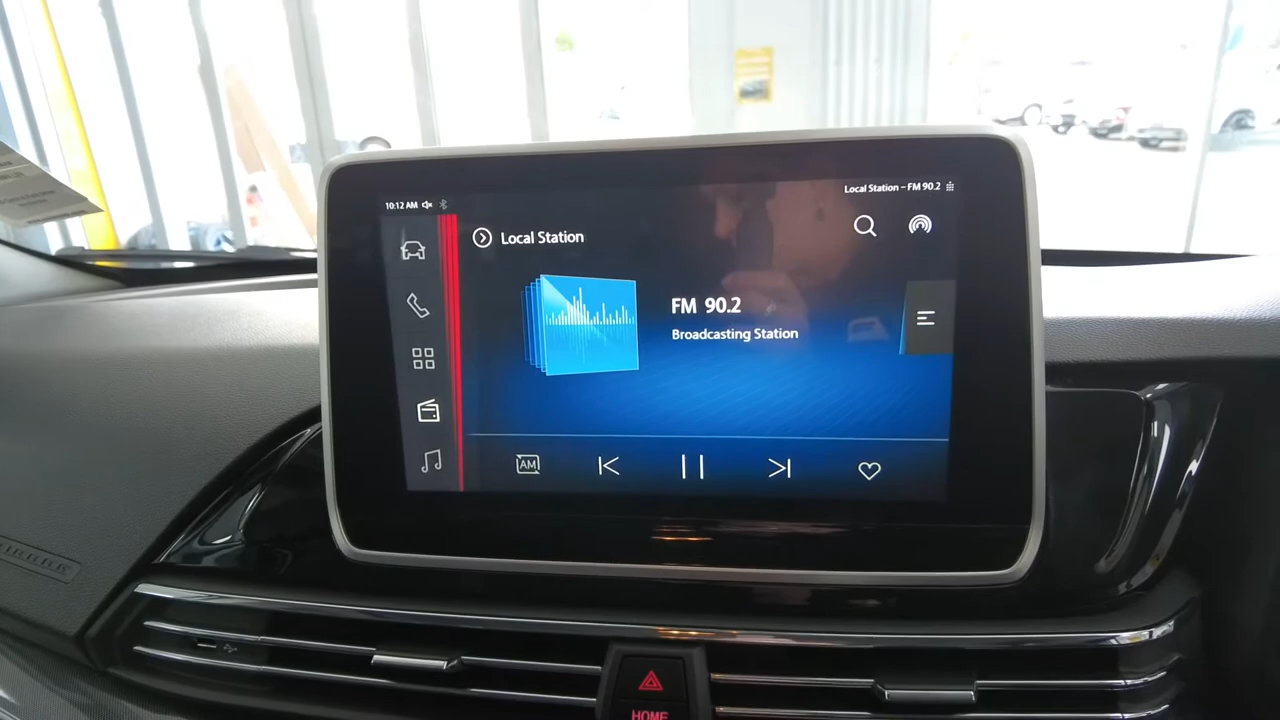 10:12 AM
Local Station – FM 90.2
Local Station
FM 90.2
Broadcasting Station
AM
HOME